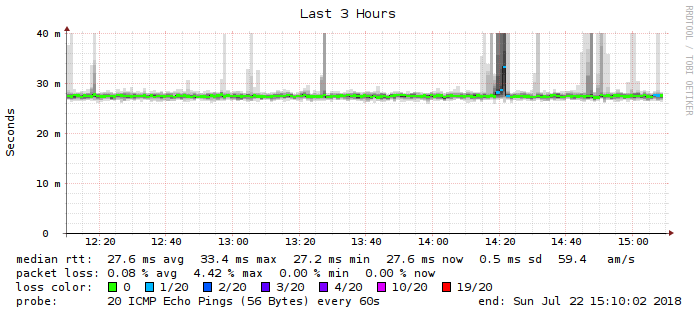 Last 3 Hours
RRDTOOL / TOBI OETIKER
Seconds
40 m
30 m
20 m
10 m
0
12:20 12:40 13:00 13:20 13:40 14:00 14:20 14:40 15:00
median rtt: 27.6 ms avg 33.4 ms max 27.2 ms min 27.6 ms now 0.5 ms sd 59.4 am/s
packet loss: 0.08 % avg 4.42 % max 0.00 % min 0.00 % now
loss color: 0 1/20 2/20 3/20 4/20 10/20 19/20
probe: 20 ICMP Echo Pings (56 Bytes) every 60s end: Sun Jul 22 15:10:02 2018